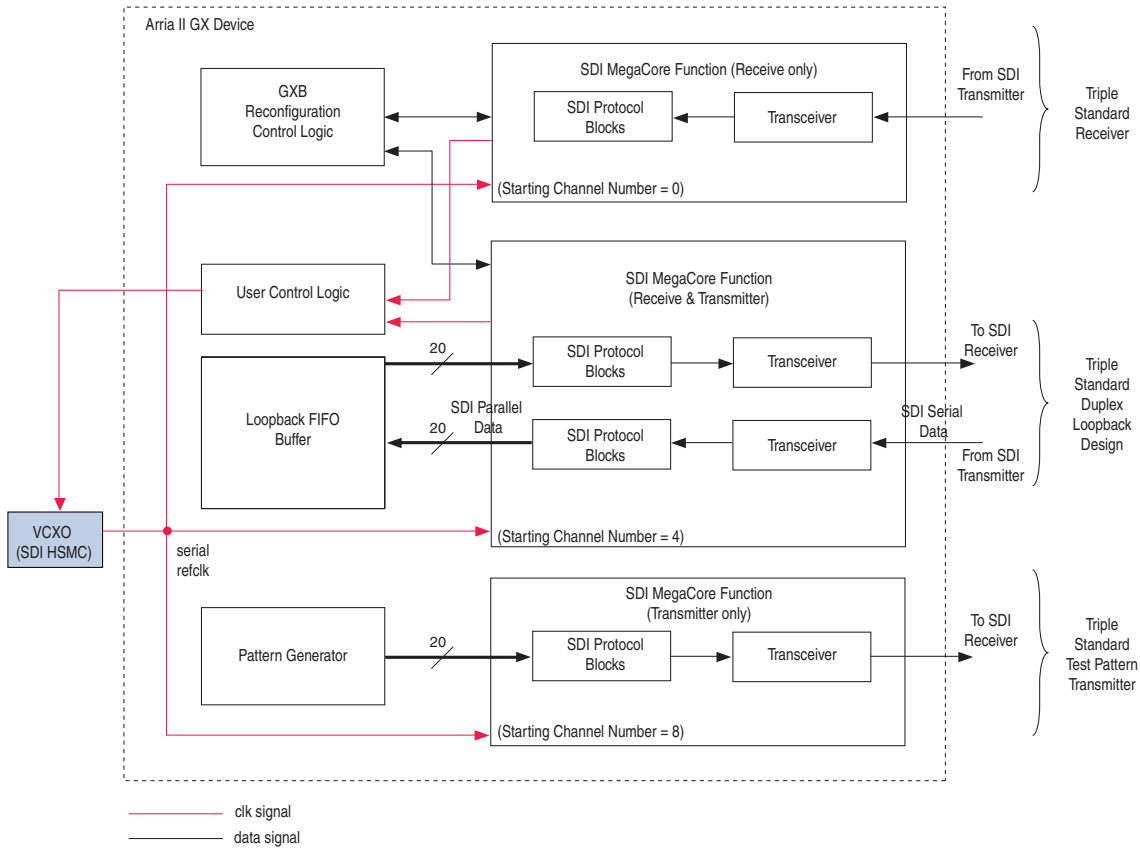 Arria II GX Device
GXB
Reconfiguration
Control Logic
SDI MegaCore Function (Receive only)
SDI Protocol
Blocks
Transceiver
(Starting Channel Number = 0)
From SDI
Transmitter
Triple
Standard
Receiver
User Control Logic
SDI MegaCore Function
(Receive & Transmitter)
20
SDI Protocol
Blocks
Transceiver
To SDI
Receiver
Loopback FIFO
Buffer
SDI Parallel
Data
20
SDI Protocol
Blocks
Transceiver
SDI Serial
Data
From SDI
Transmitter
Triple
Standard
Duplex
Loopback
Design
(Starting Channel Number = 4)
VCXO
(SDI HSMC)
serial
refclk
SDI MegaCore Function
(Transmitter only)
Pattern Generator
20
SDI Protocol
Blocks
Transceiver
To SDI
Receiver
Triple
Standard
Test Pattern
Transmitter
(Starting Channel Number = 8)
clk signal
data signal